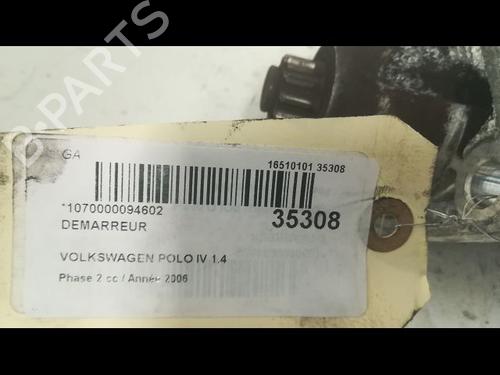 B-PARTS
GA
16510101 35308
*1070000094602
35308
DEMARREUR
VOLKSWAGEN POLO IV 1.4
Phase 2 cc / Année 2006